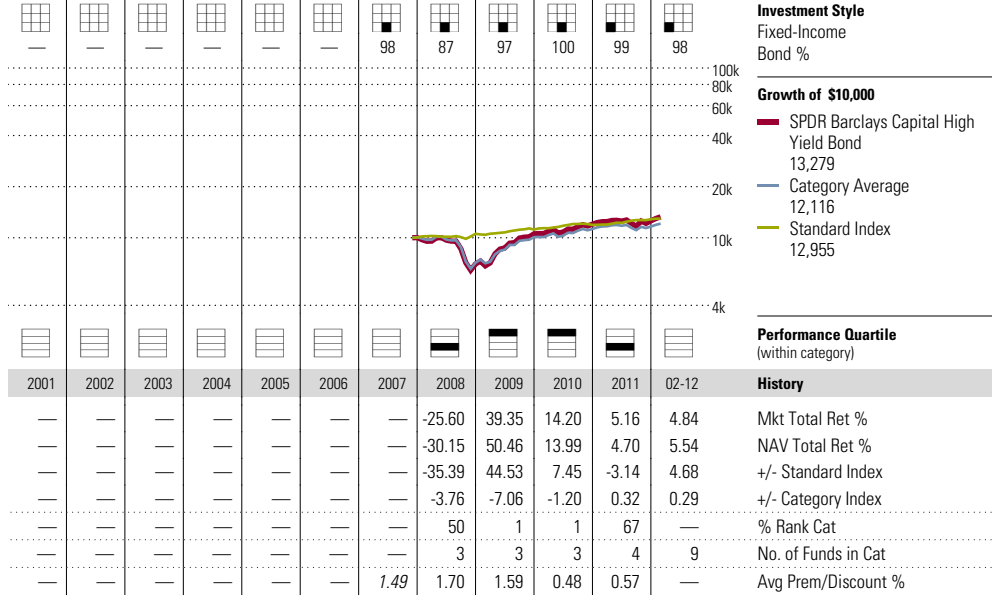 Investment Style
Fixed-Income
— — — — — — 98 87 97 100 99 98 Bond %
100k
80k
60k
40k
20k
10k
4k
Growth of $10,000
SPDR Barclays Capital High
Yield Bond
13,279
Category Average
12,116
Standard Index
12,955
Performance Quartile
(within category)
2001 2002 2003 2004 2005 2006 2007 2008 2009 2010 2011 02-12 History
— — — — — — — -25.60 39.35 14.20 5.16 4.84 Mkt Total Ret %
— — — — — — — -30.15 50.46 13.99 4.70 5.54 NAV Total Ret %
— — — — — — — -35.39 44.53 7.45 -3.14 4.68 +/- Standard Index
— — — — — — — -3.76 -7.06 -1.20 0.32 0.29 +/- Category Index
— — — — — — — 50 1 1 67 — % Rank Cat
— — — — — — — 3 3 3 4 9 No. of Funds in Cat
— — — — — — 1.49 1.70 1.59 0.48 0.57 — Avg Prem/Discount %